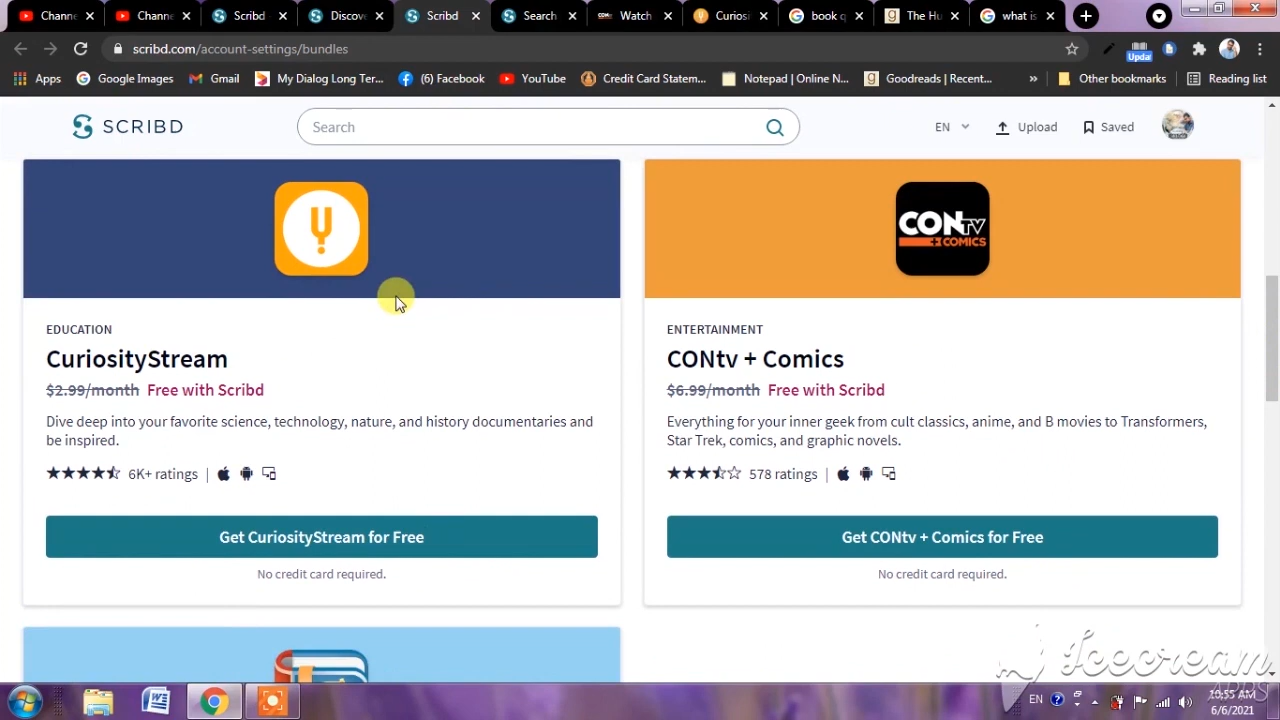 Channe
Channe
Scribd
Discove
Scribd
Search
Watch
Curiosi
book q
The Hu
what is
scribd.com/account-settings/bundles
Updat
Apps
Google Images
Gmail
My Dialog Long Ter...
(6) Facebook
YouTube
Credit Card Statem...
Notepad | Online N...
Goodreads | Recent...
»
Other bookmarks
Reading list
SCRIBD
Search
EN
Upload
Saved
CONTV
+COMICS
EDUCATION
CuriosityStream
$2.99/month Free with Scribd
Dive deep into your favorite science, technology, nature, and history documentaries and
be inspired.
6K+ ratings |
Get CuriosityStream for Free
No credit card required.
ENTERTAINMENT
CONtv + Comics
$6.99/month Free with Scribd
Everything for your inner geek from cult classics, anime, and B movies to Transformers,
Star Trek, comics, and graphic novels.
578 ratings |
Get CONtv + Comics for Free
No credit card required.
Icecream
APPS
EN
10:55 AM
6/6/2021